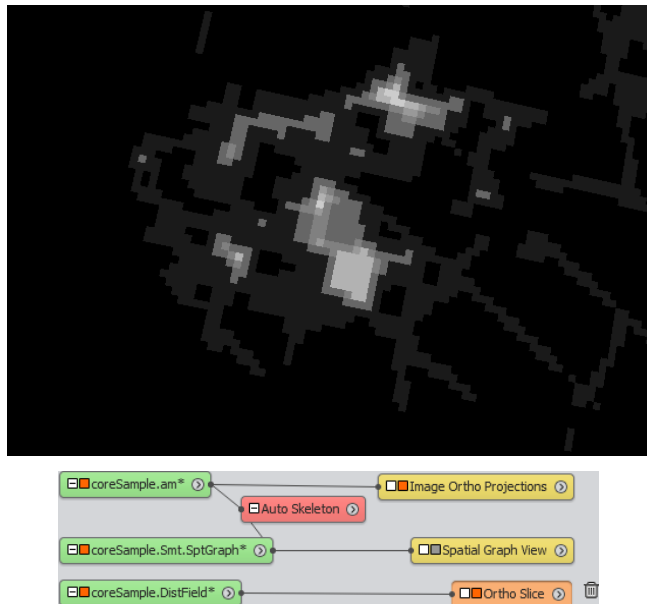 coreSample.am*
Image Ortho Projections
Auto Skeleton
coreSample.Smt.SptGraph*
Spatial Graph View
coreSample.DistField*
Ortho Slice